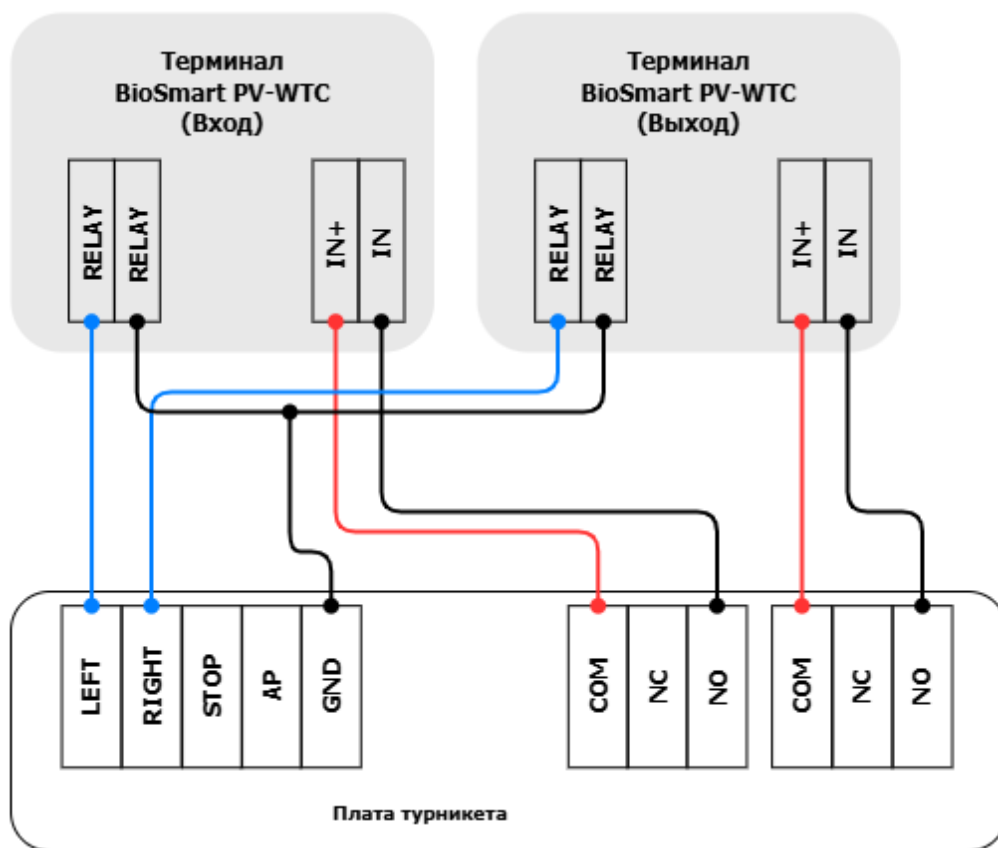 Терминал
BioSmart PV-WTC
(Вход)
Терминал
BioSmart PV-WTC
(Выход)
RELAY
RELAY
IN+
IN
RELAY
RELAY
IN+
IN
LEFT
RIGHT
STOP
AP
GND
COM
NC
NO
COM
NC
NO
Плата турникета